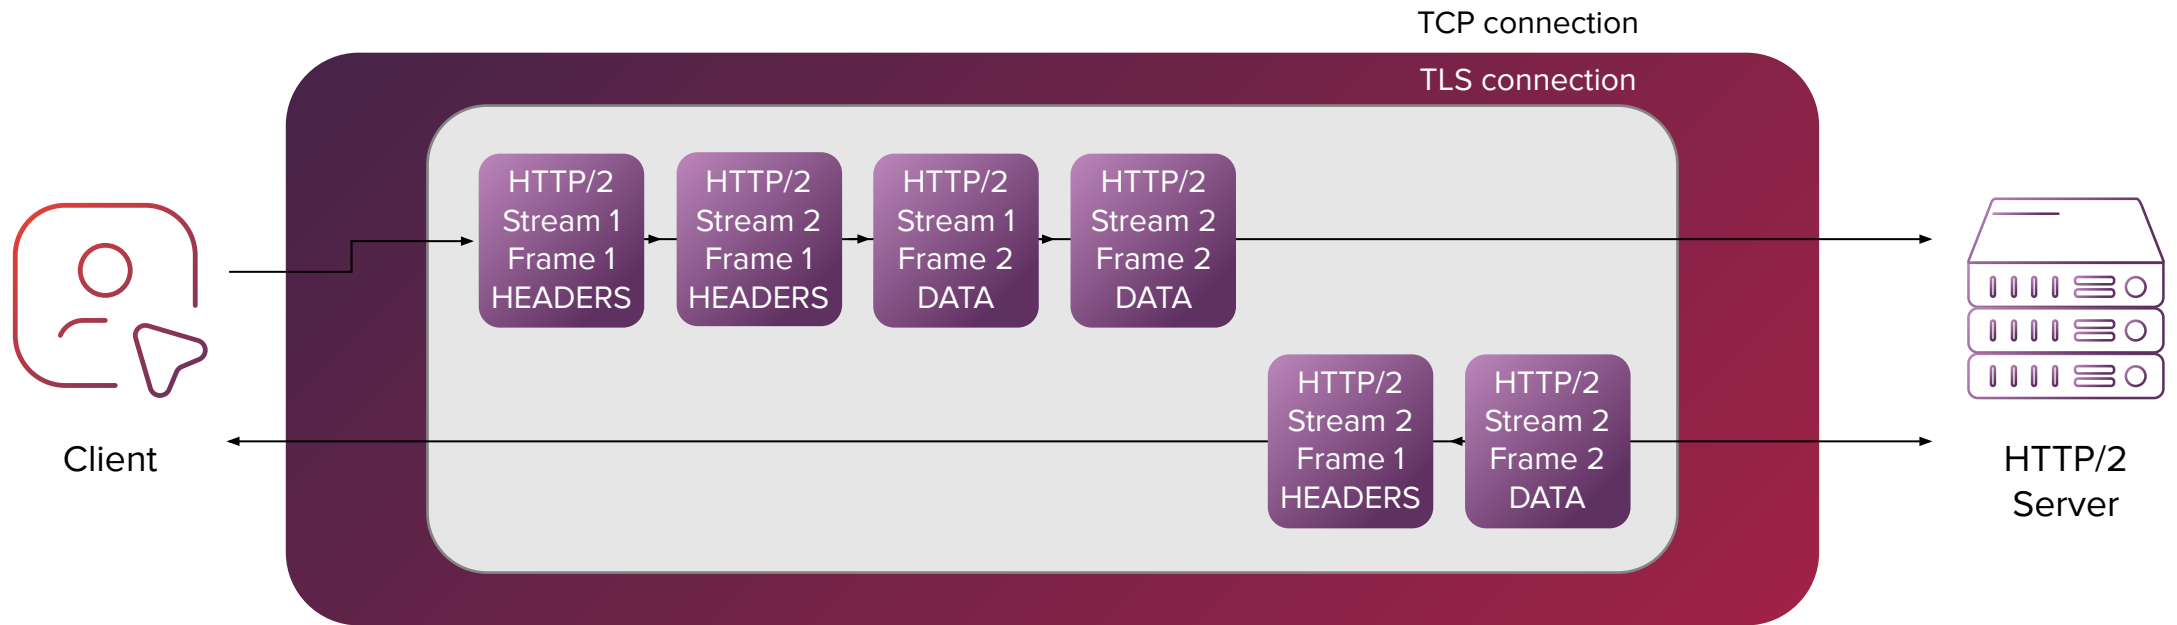 TCP connection
TLS connection
HTTP/2
Stream 1
Frame 1
HEADERS
HTTP/2
Stream 2
Frame 1
HEADERS
HTTP/2
Stream 1
Frame 2
DATA
HTTP/2
Stream 2
Frame 2
DATA
HTTP/2
Stream 2
Frame 1
HEADERS
HTTP/2
Stream 2
Frame 2
DATA
Client
HTTP/2
Server